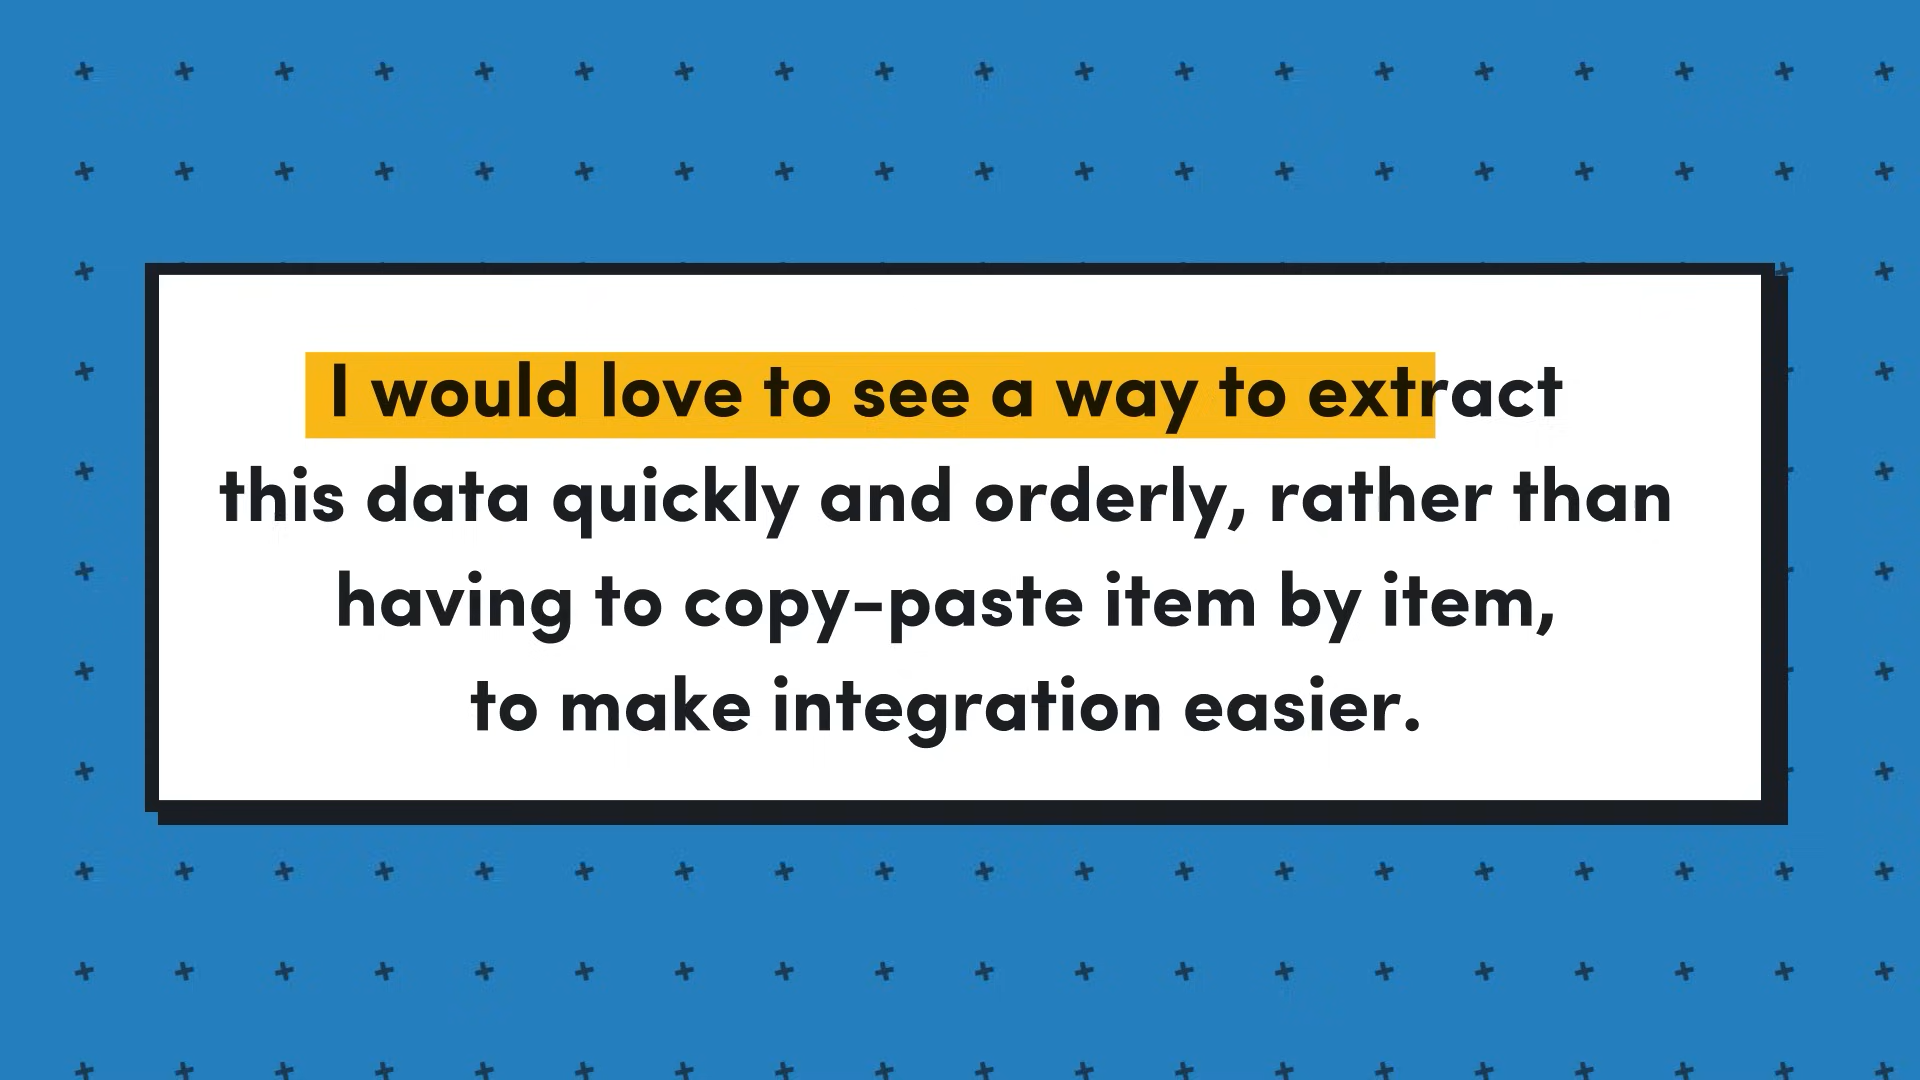 I would love to see a way to extract
this data quickly and orderly, rather than
having to copy-paste item by item,
to make integration easier.